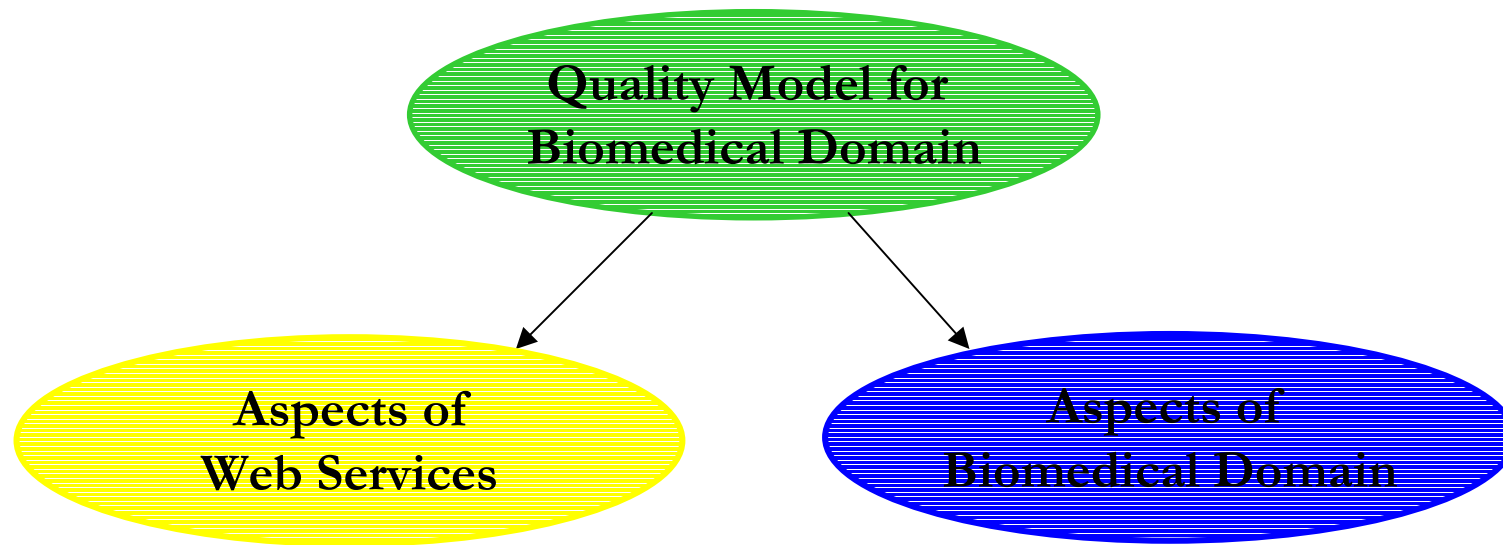 Quality Model for
Biomedical Domain
Aspects of
Web Services
Aspects of
Biomedical Domain